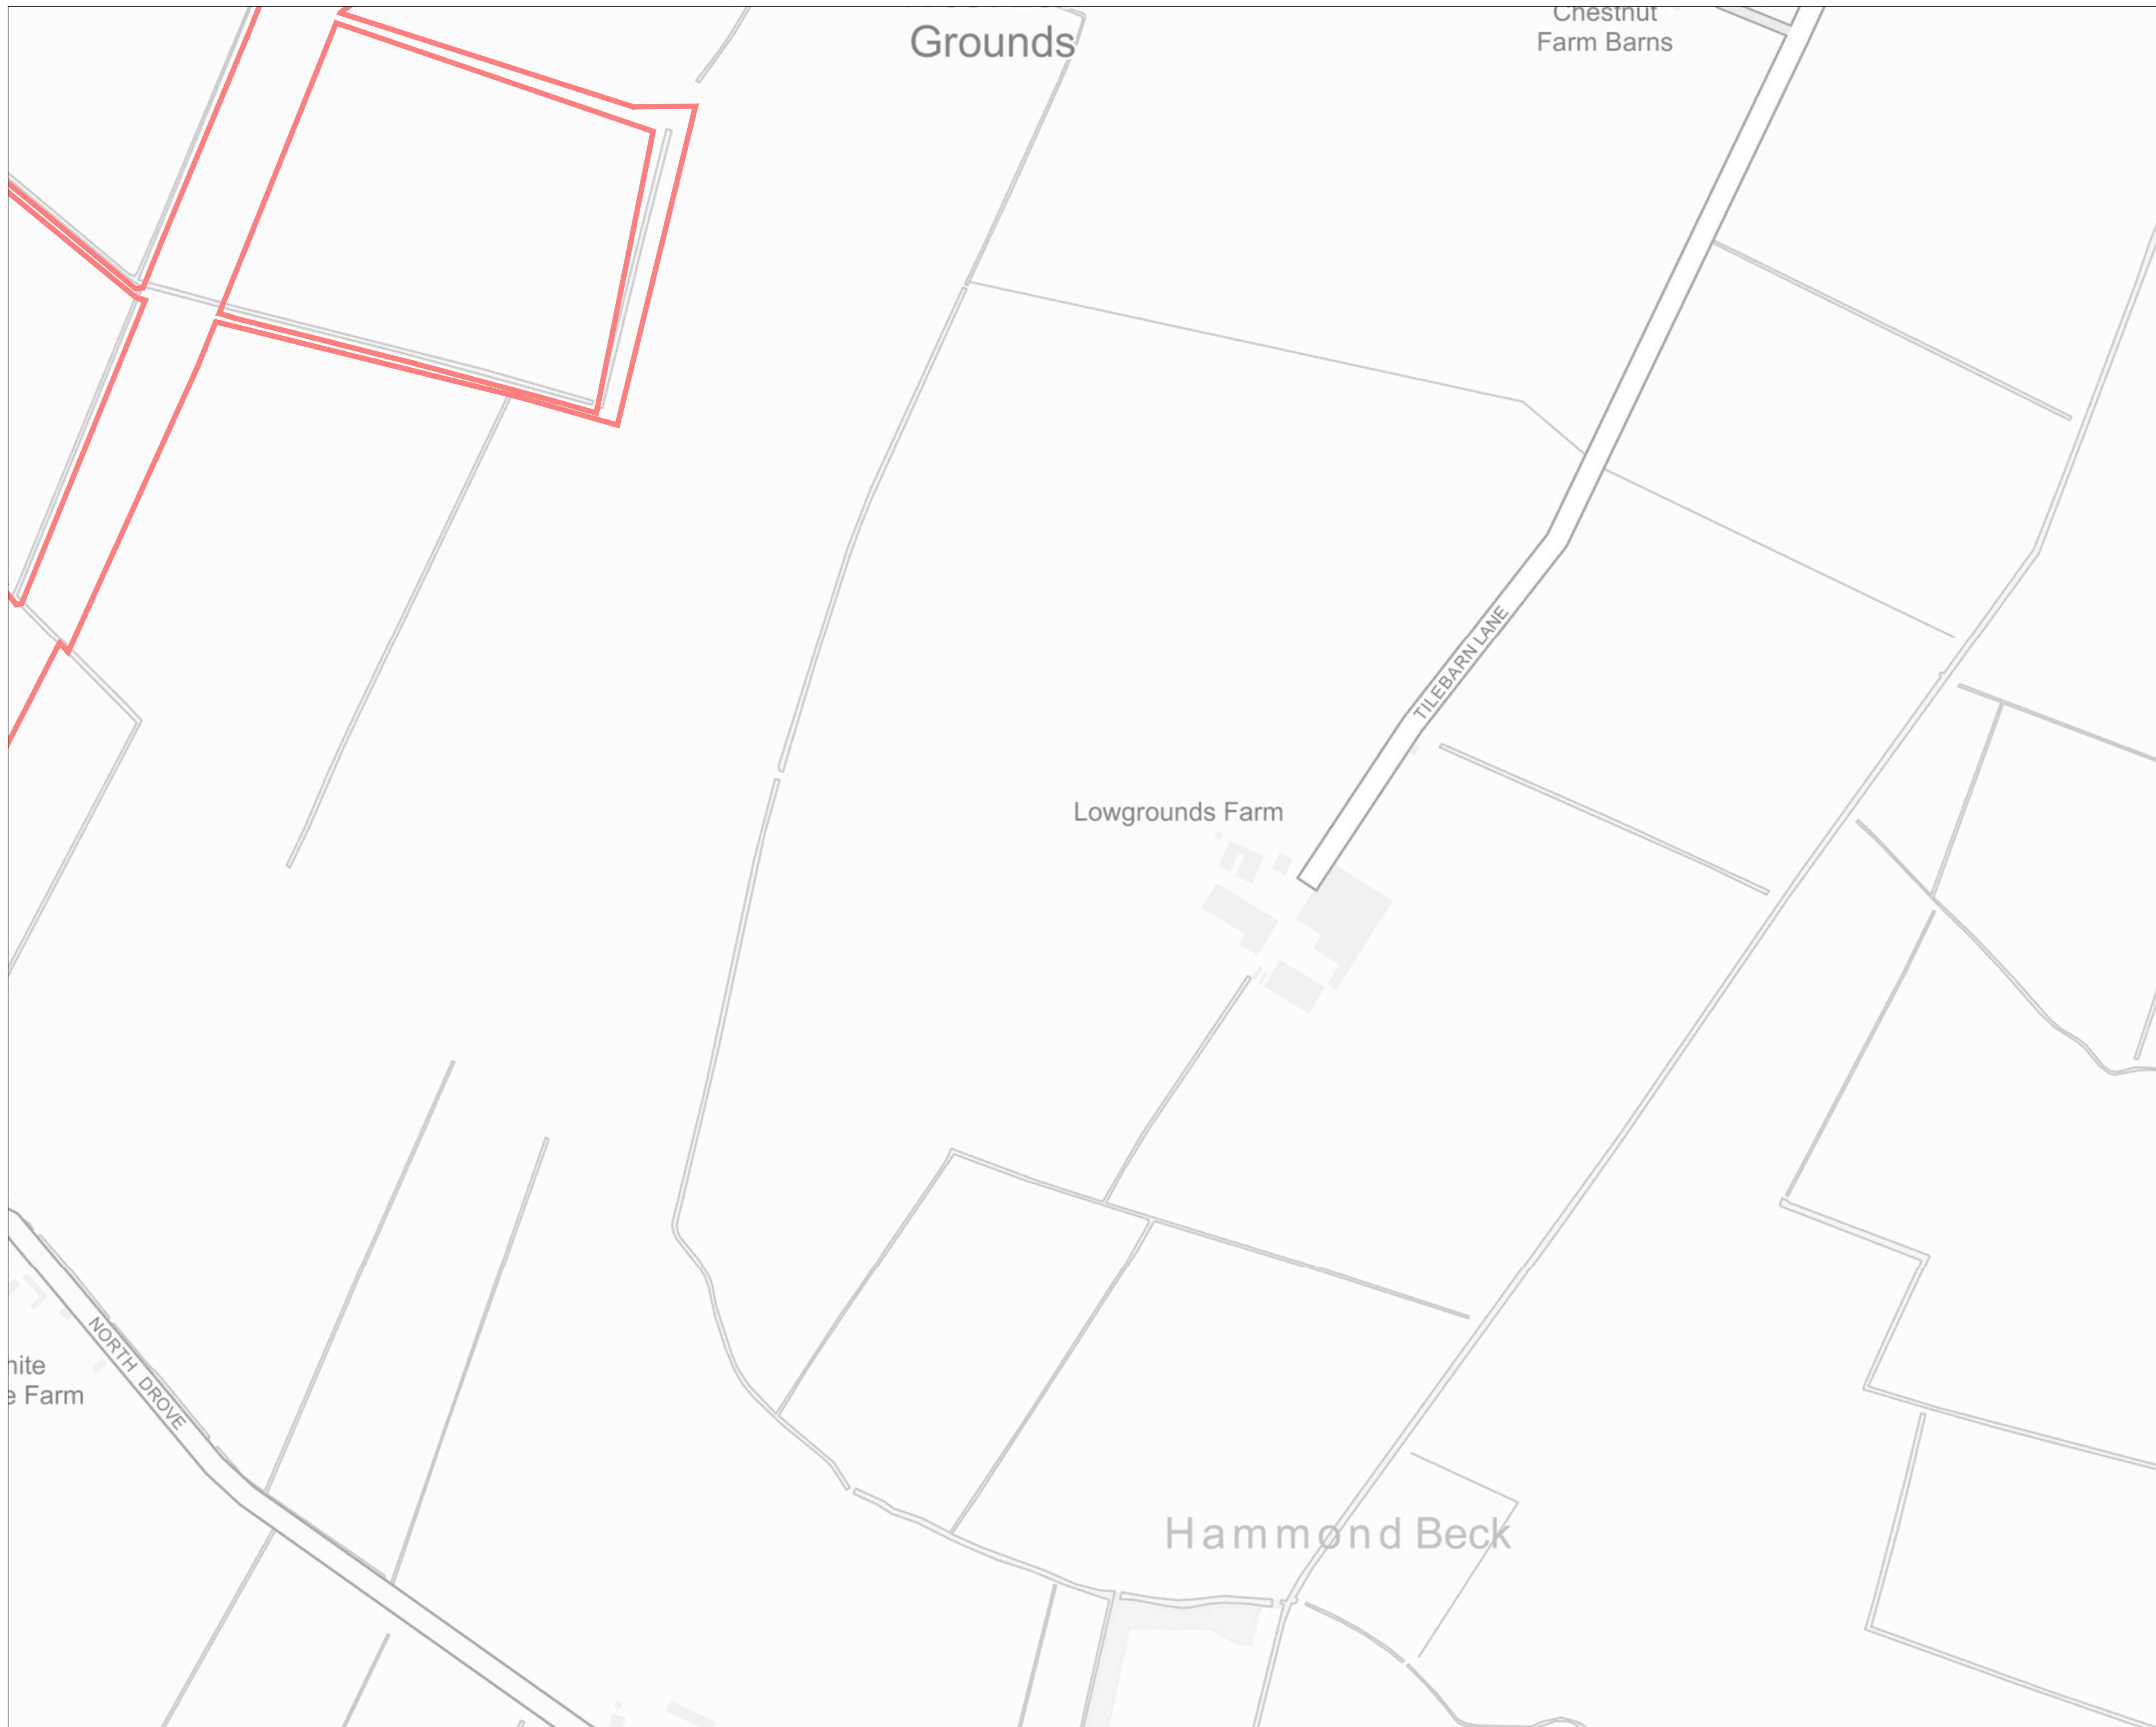 Grounds
Chestnut
Farm Barns
TILEBARN LANE
Lowgrounds Farm
NORTH DROVE
Farm
Hammond Beck